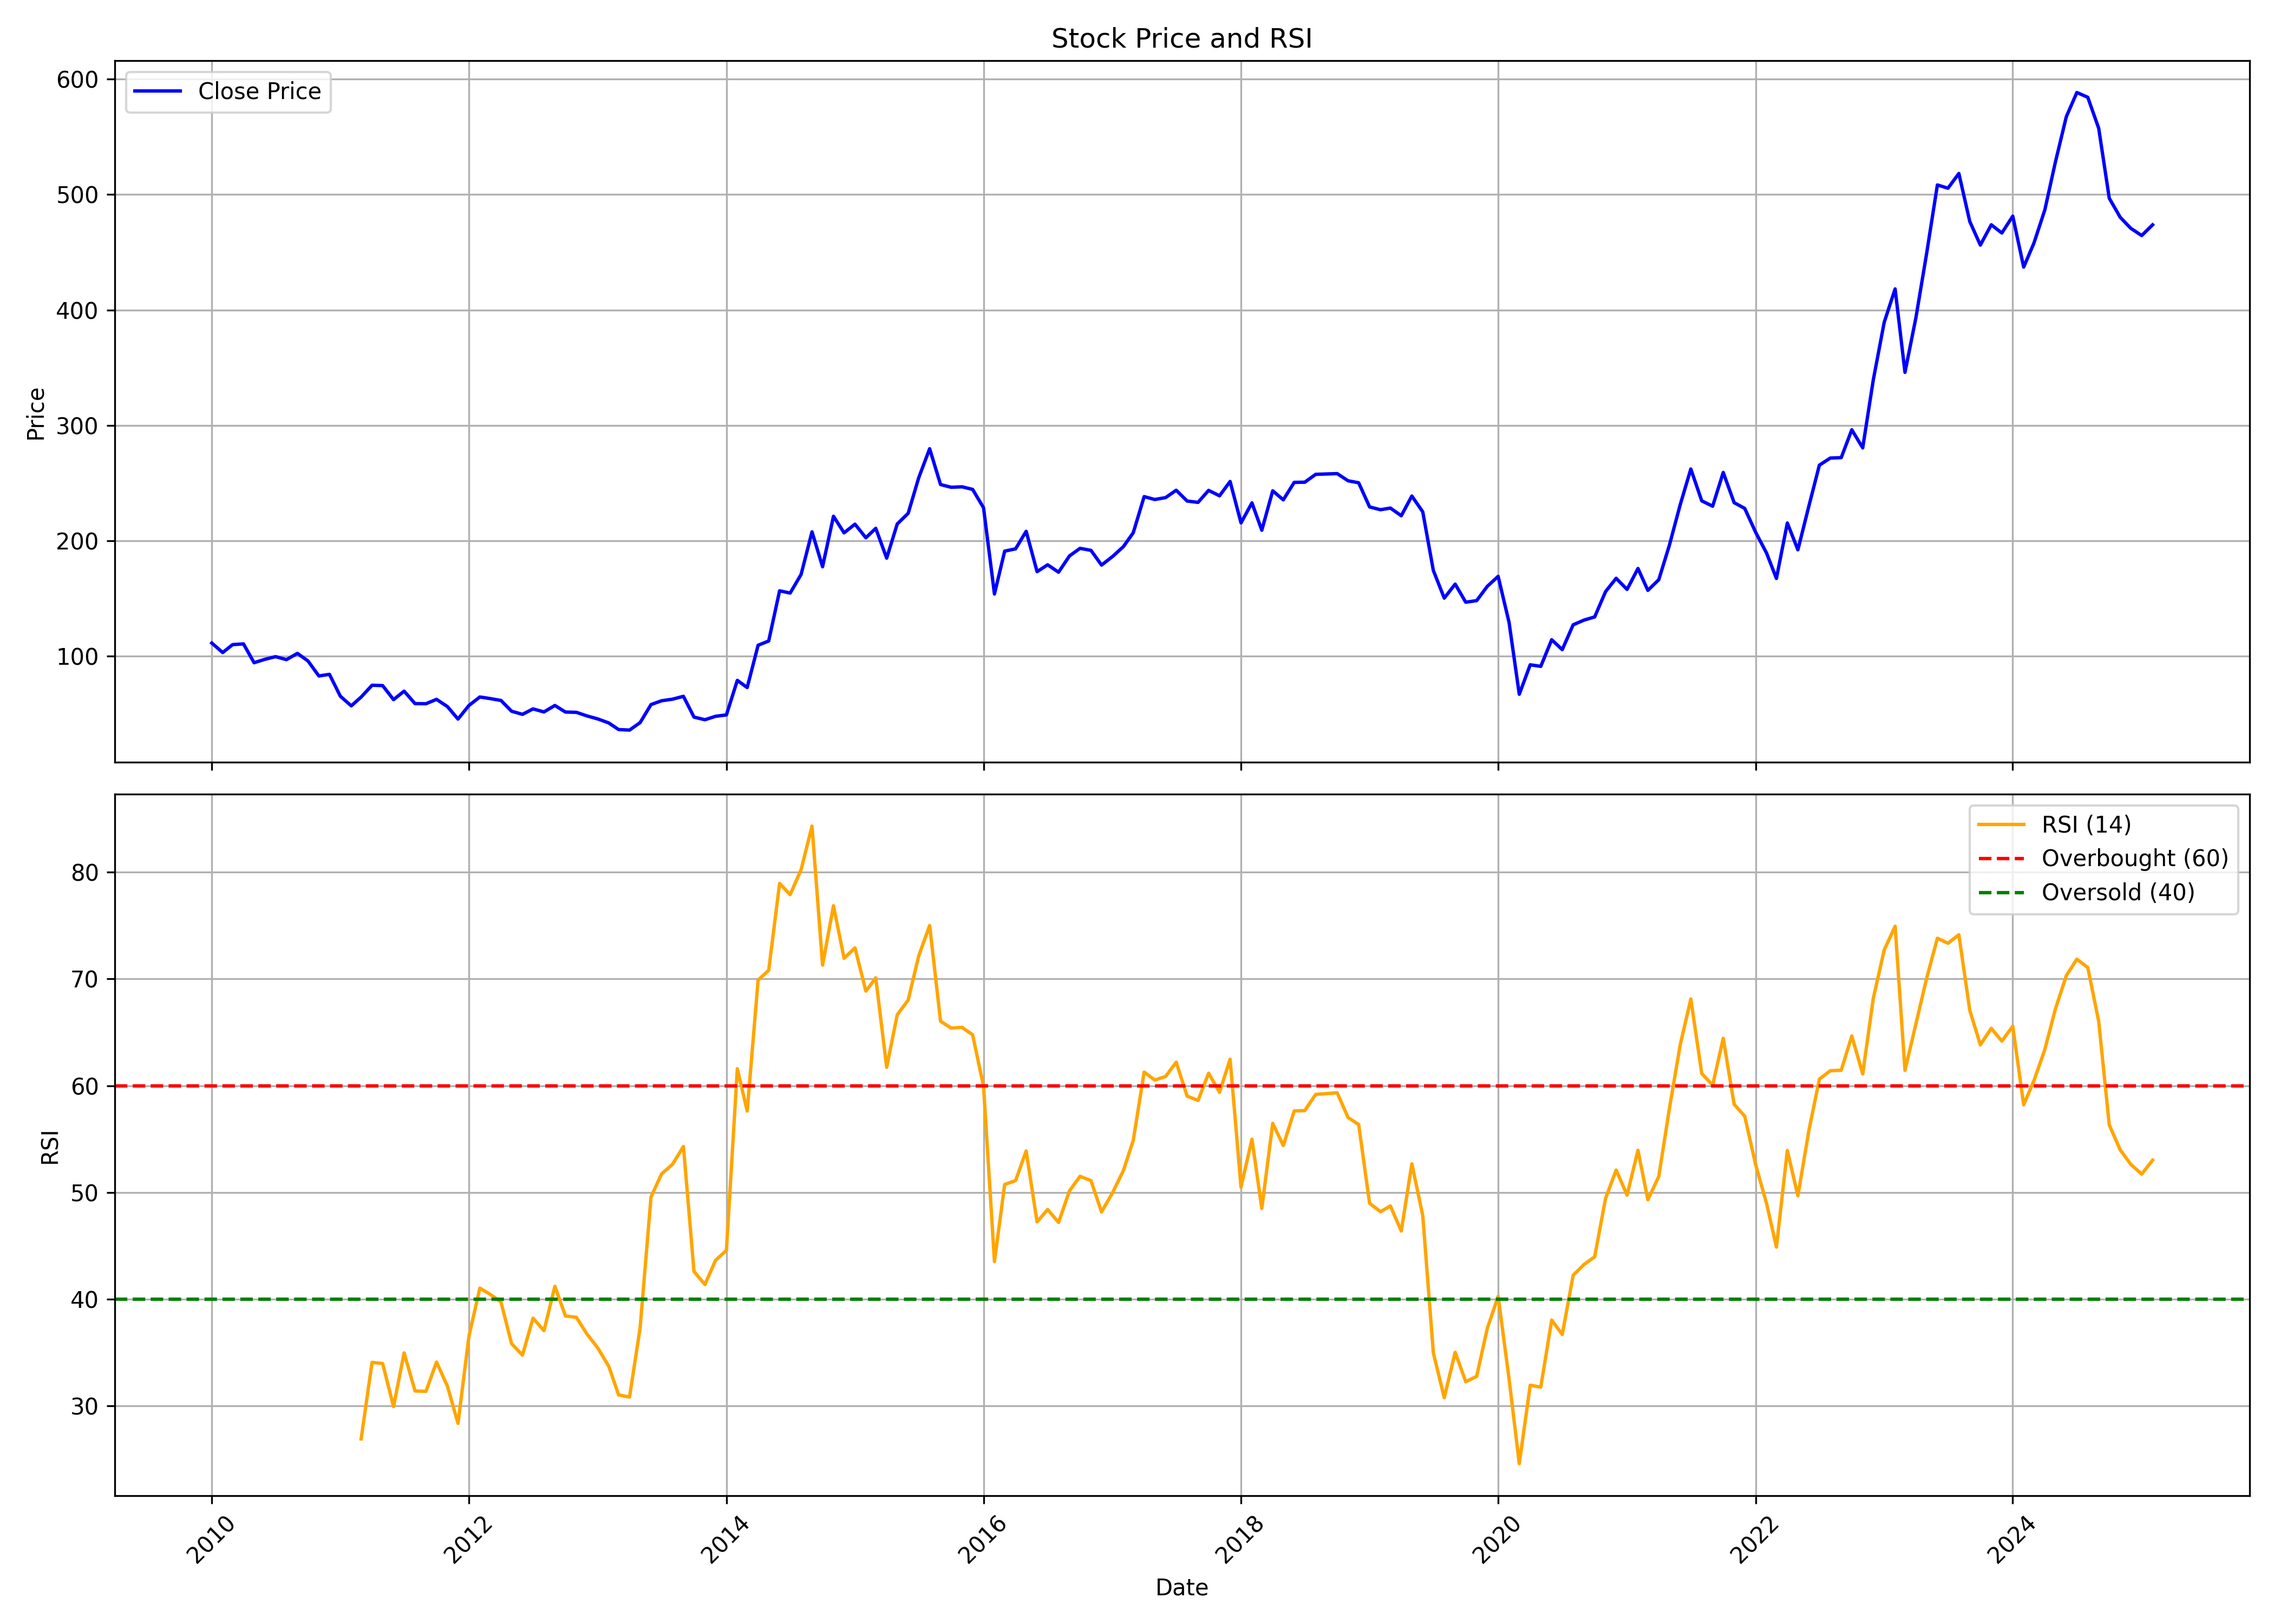 Stock Price and RSI
Close Price
600
500
400
300
200
100
Price
RSI (14)
Overbought (60)
Oversold (40)
80
70
60
50
40
30
RSI
2010
2012
2014
2016
2018
2020
2022
2024
Date